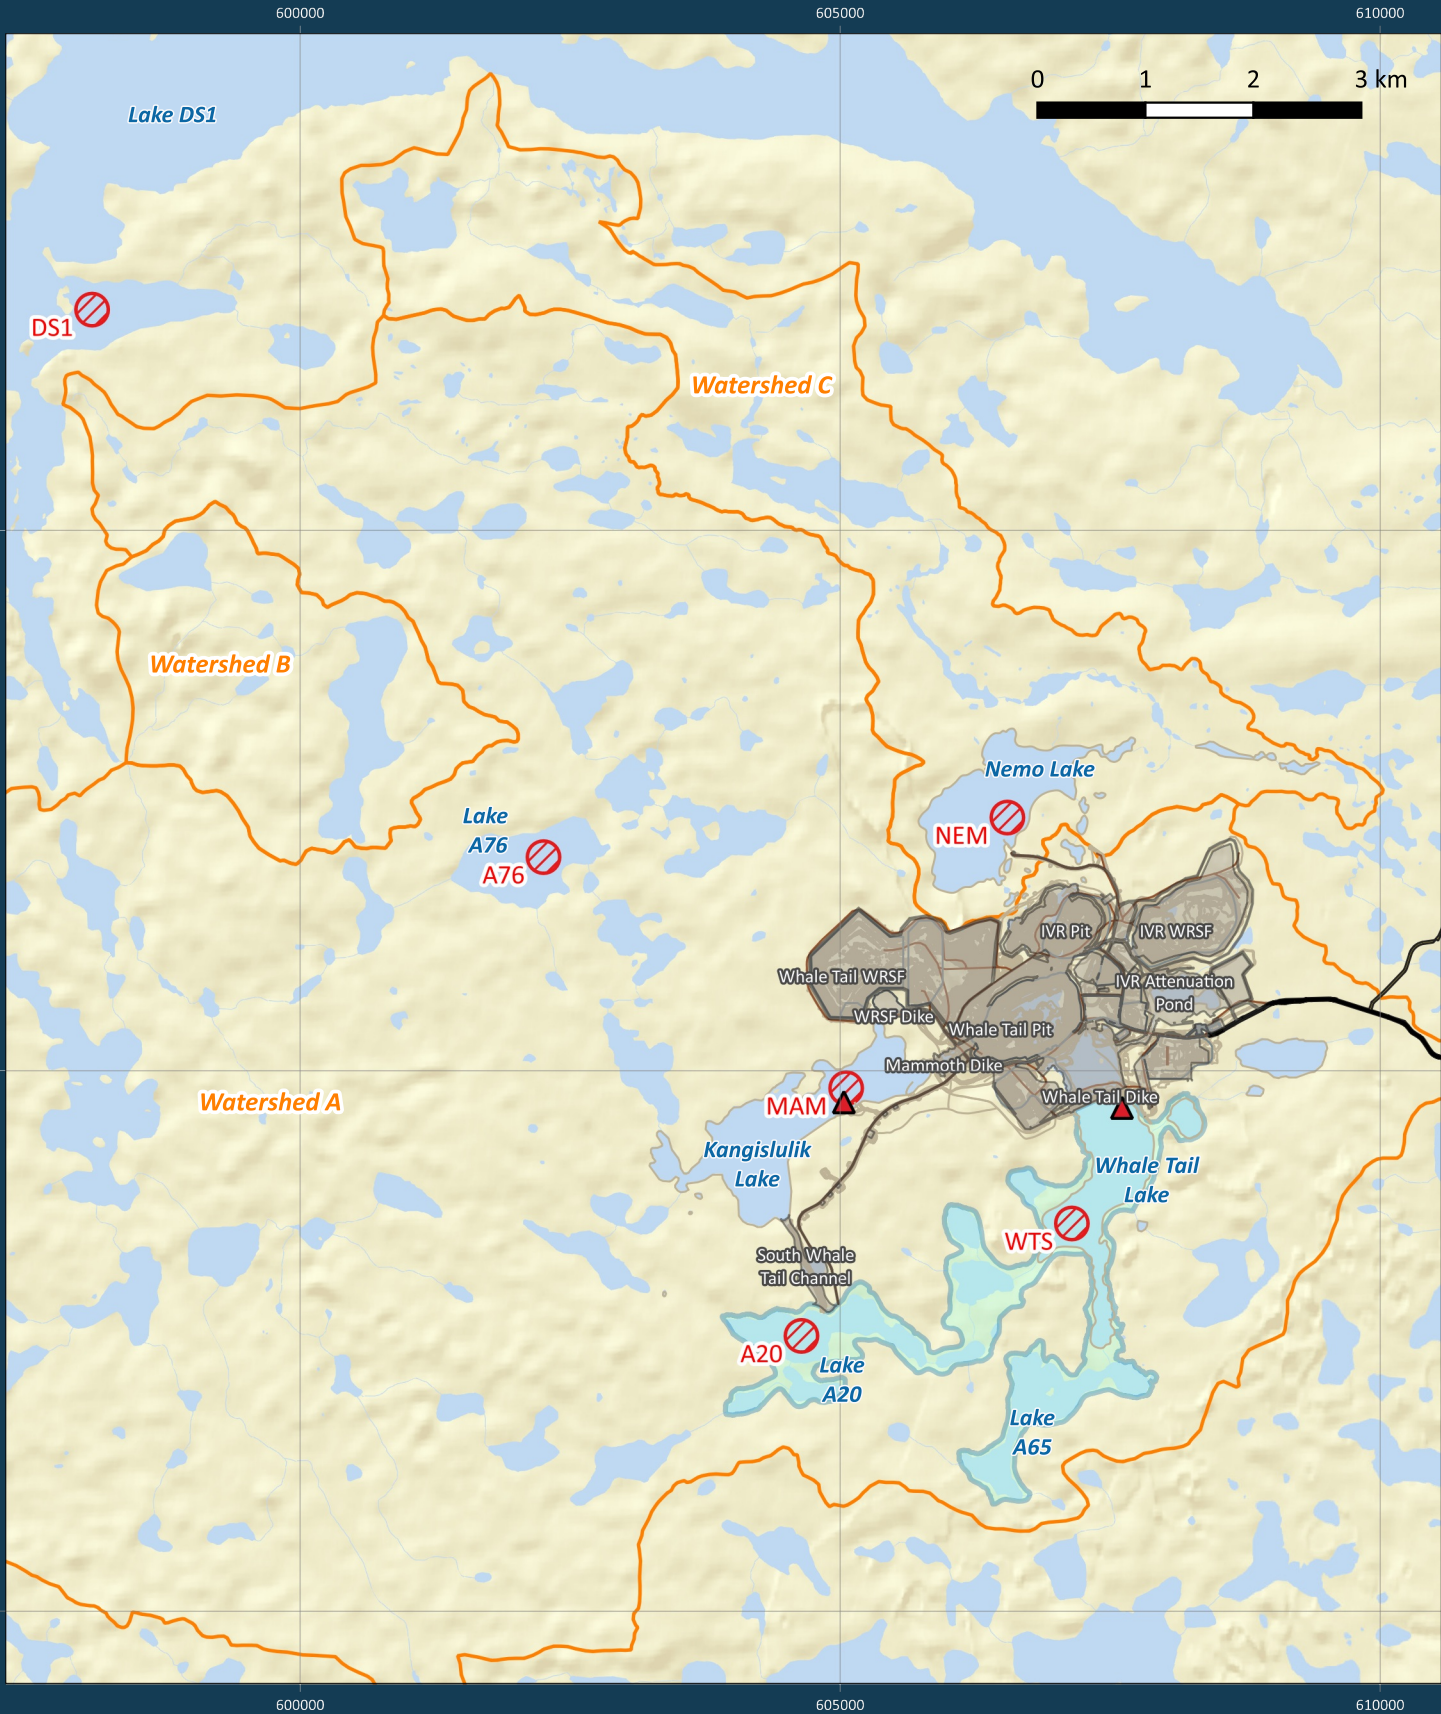 600000 605000 610000
0 1 2 3 km
Lake DS1
DS1
Watershed C
Watershed B
Nemo Lake
NEM
Lake
A76
A76
IVR Pit
IVR WRSF
Whale Tail WRSF
IVR Attenuation
Pond
WRSF Dike
Whale Tail Pit
Mammoth Dike
Whale Tail Dike
Watershed A
MAM
Kangislulik
Lake
Whale Tail
Lake
WTS
South Whale
Tail Channel
A20
Lake
A20
Lake
A65
600000 605000 610000